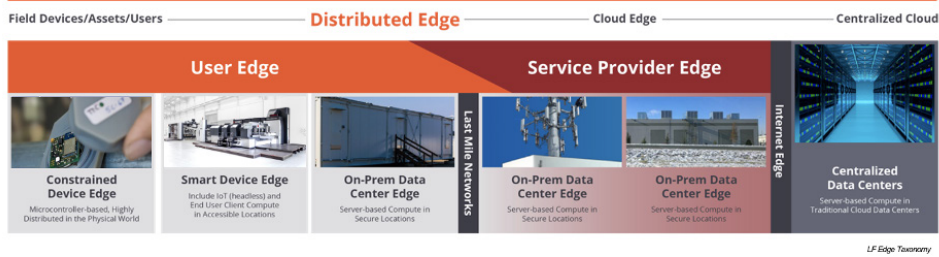 Field Devices/Assets/Users
Distributed Edge
Cloud Edge
Centralized Cloud
User Edge
Service Provider Edge
Constrained
Device Edge
Microcontroller-based, Highly
Distributed in the Physical World
Smart Device Edge
Include IoT (headless) and
End User Client Compute
in Accessible Locations
On-Prem Data
Center Edge
Server-based Compute in
Secure Locations
Last Mile Networks
On-Prem Data
Center Edge
Server-based Compute in
Secure Locations
On-Prem Data
Center Edge
Server-based Compute in
Secure Locations
Internet Edge
Centralized
Data Centers
Server-based Compute in
Traditional Cloud Data Centers
LF Edge Taxonomy